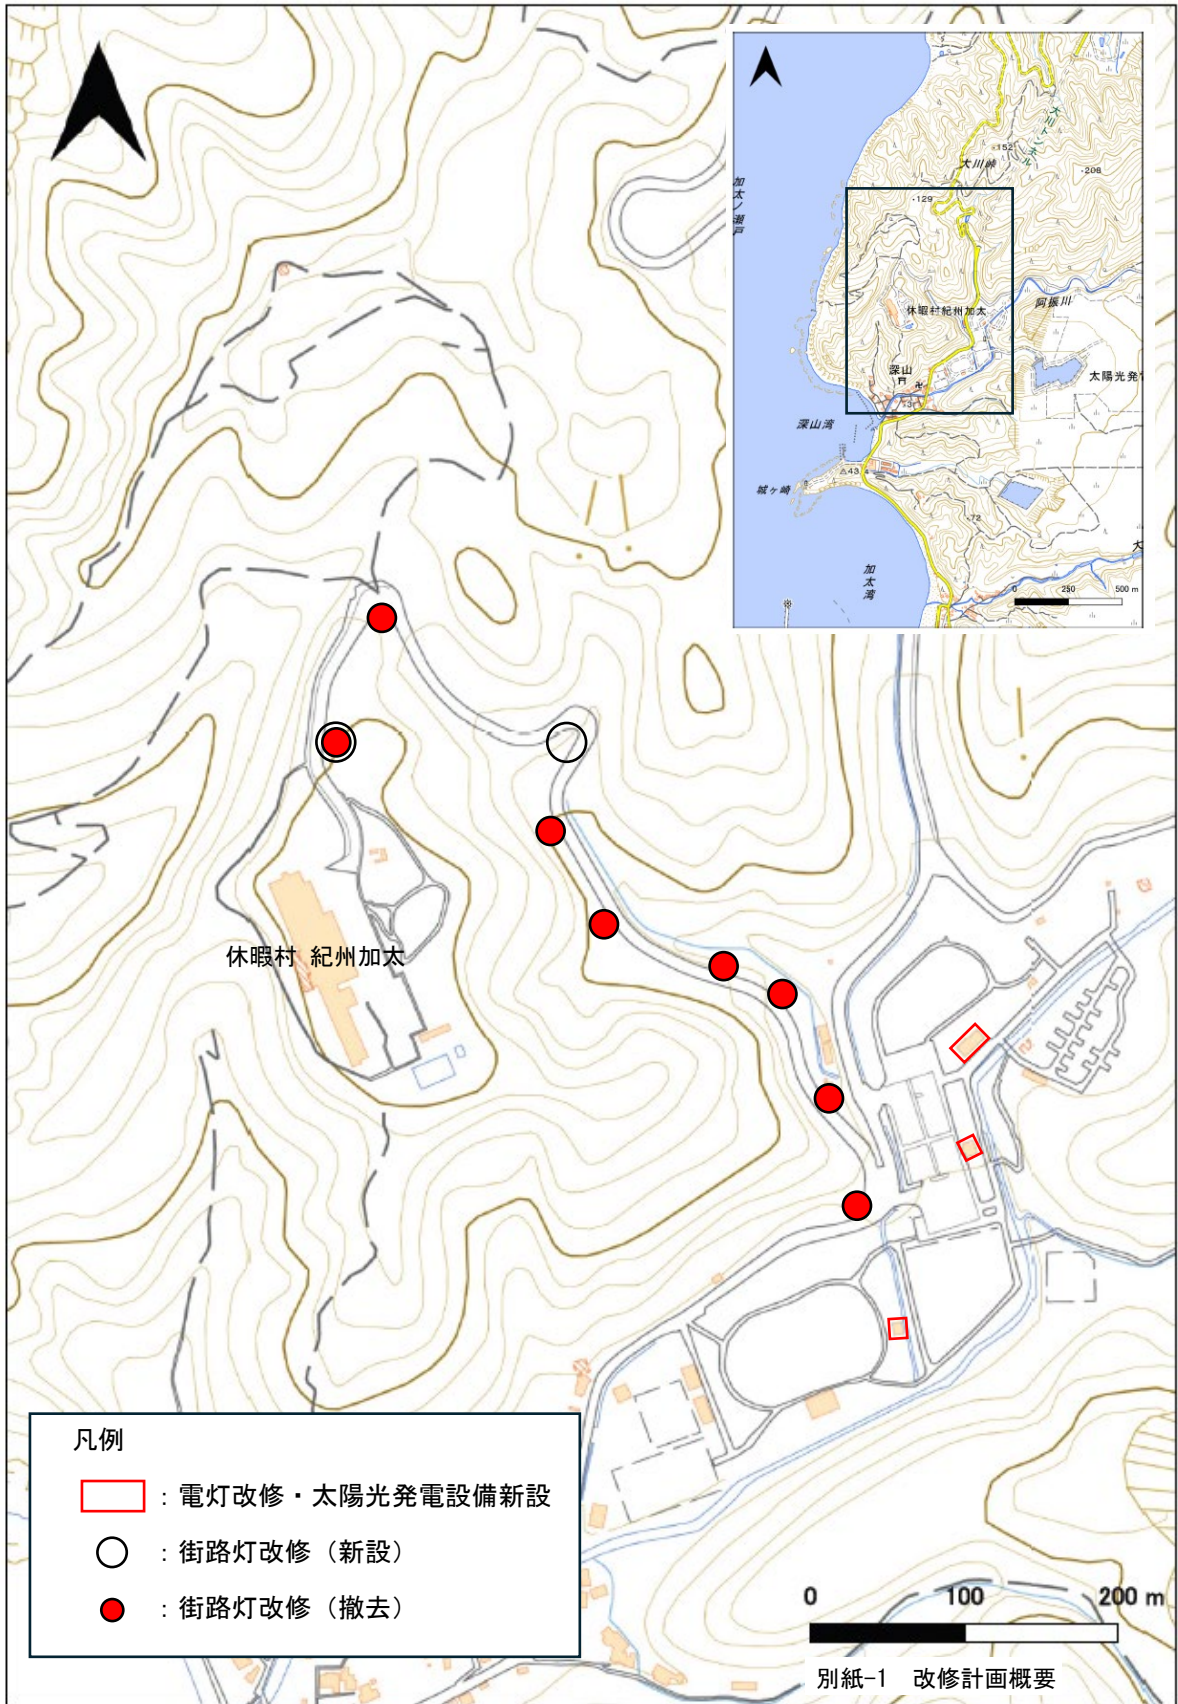 加太ノ瀬戸
大川トンネル
・152
大川峠
・208
・129
阿振川
休暇村紀州加太
深山
太陽光発
深山湾
43
城ヶ崎
・72
加太湾
大
0 250 500 m
休暇村 紀州加太
凡例
：電灯改修・太陽光発電設備新設
：街路灯改修（新設）
：街路灯改修（撤去）
0 100 200 m
別紙-1 改修計画概要